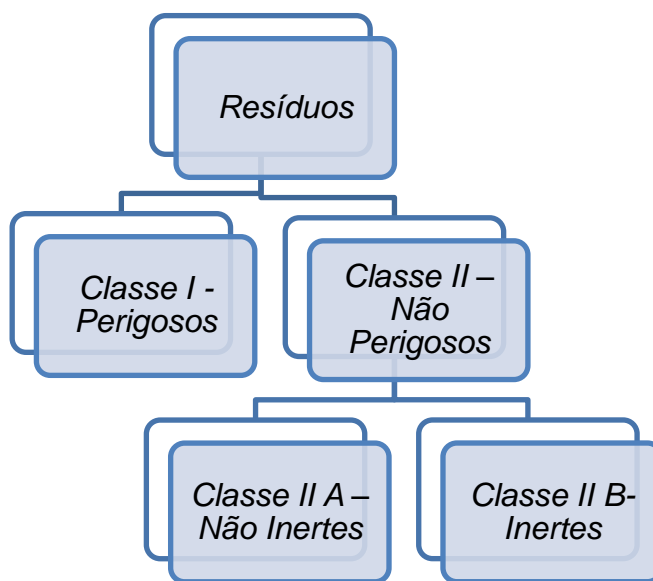 Resíduos
Classe I -
Perigosos
Classe II –
Não
Perigosos
Classe II A –
Não Inertes
Classe II B-
Inertes